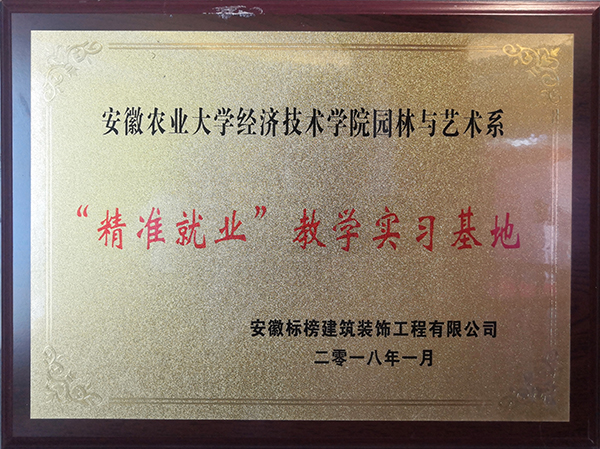 安徽农业大学经济技术学院园林与艺术系
“精准就业”教学实习基地
安徽标榜建筑装饰工程有限公司
二零一八年一月